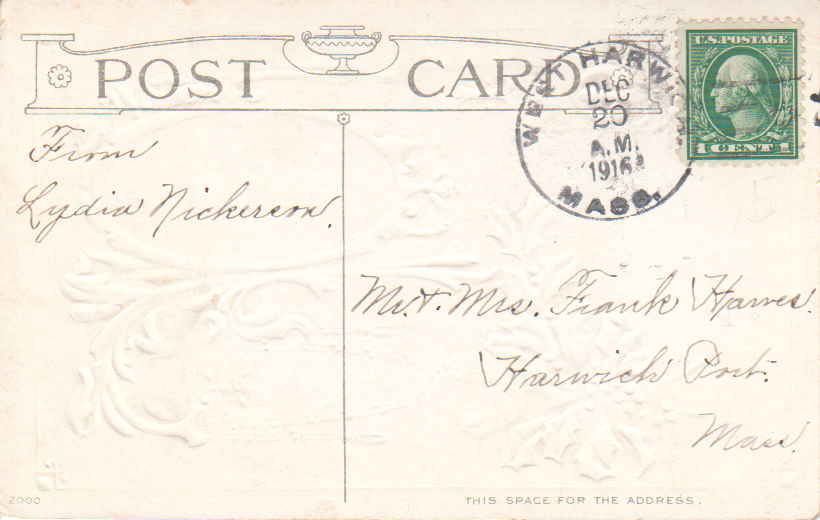 POST CARD
U.S. POSTAGE
1 CENT 1
WEST HARWI
DEC
20
A.M.
1916
MASS.
From
Lydia Nickerson.
Mr. + Mrs. Frank Hawes.
Harwich Port.
Mass.
2000
THIS SPACE FOR THE ADDRESS.